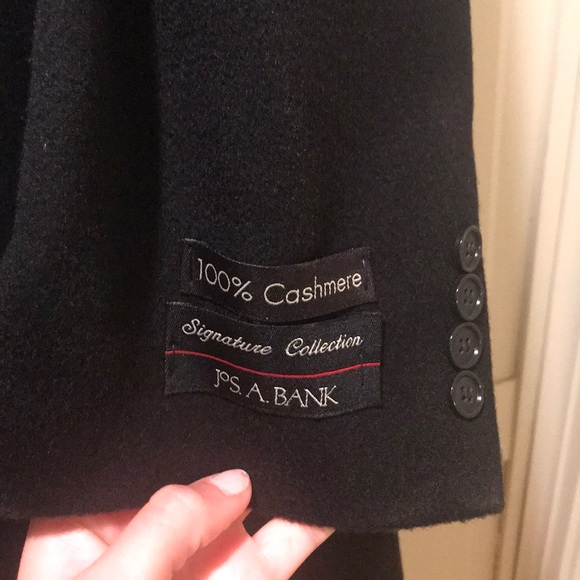 100% Cashmere
Signature Collection
JoS. A. BANK